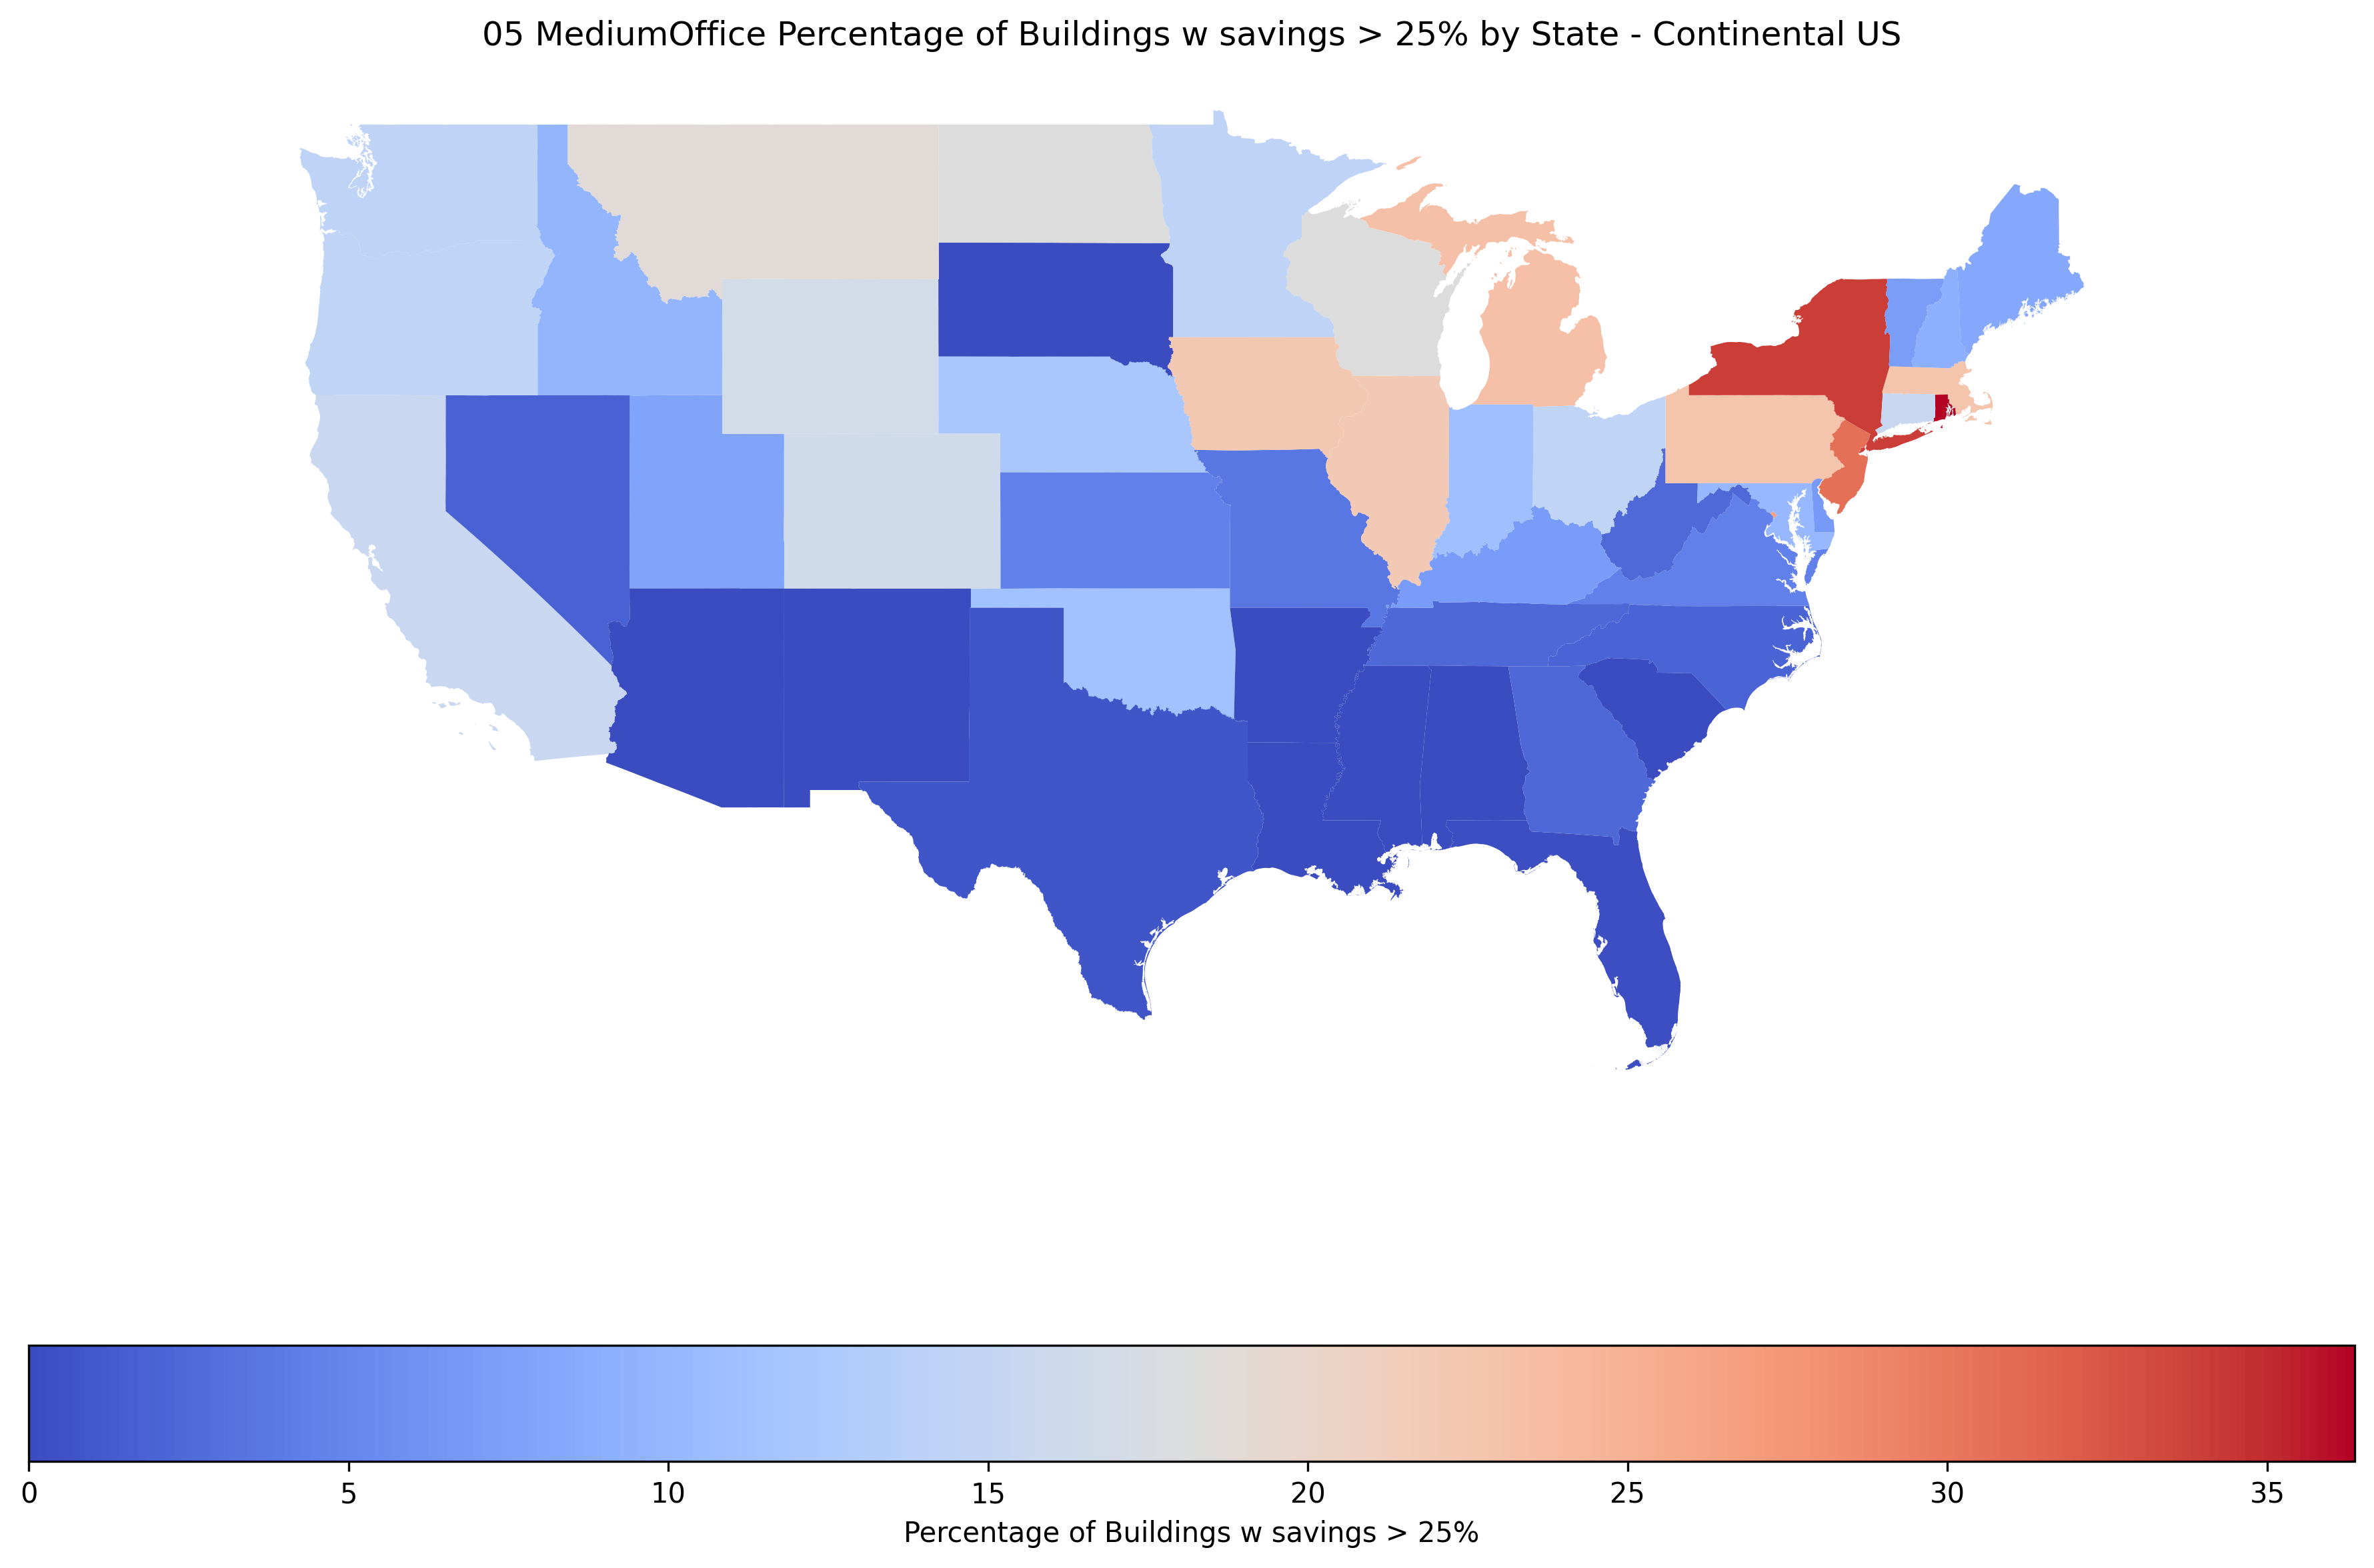 05 MediumOffice Percentage of Buildings w savings > 25% by State - Continental US
0 5 10 15 20 25 30 35
Percentage of Buildings w savings > 25%